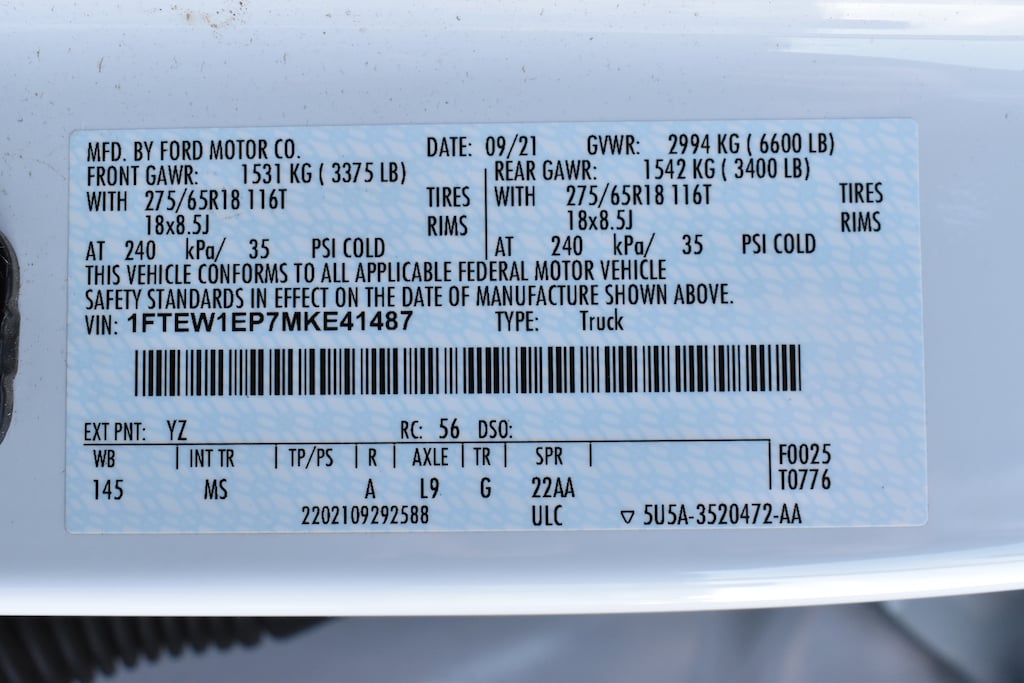 MFD. BY FORD MOTOR CO. DATE: 09/21 GVWR: 2994 KG ( 6600 LB)
FRONT GAWR: 1531 KG ( 3375 LB) REAR GAWR: 1542 KG ( 3400 LB)
WITH 275/65R18 116T TIRES WITH 275/65R18 116T TIRES
18x8.5J RIMS 18x8.5J RIMS
AT 240 kPa/ 35 PSI COLD AT 240 kPa/ 35 PSI COLD
THIS VEHICLE CONFORMS TO ALL APPLICABLE FEDERAL MOTOR VEHICLE
SAFETY STANDARDS IN EFFECT ON THE DATE OF MANUFACTURE SHOWN ABOVE.
VIN: 1FTEW1EP7MKE41487 TYPE: Truck
EXT PNT: YZ RC: 56 DSO:
WB INT TR TP/PS R AXLE TR SPR F0025
145 MS A L9 G 22AA T0776
2202109292588 ULC ▽ 5U5A-3520472-AA